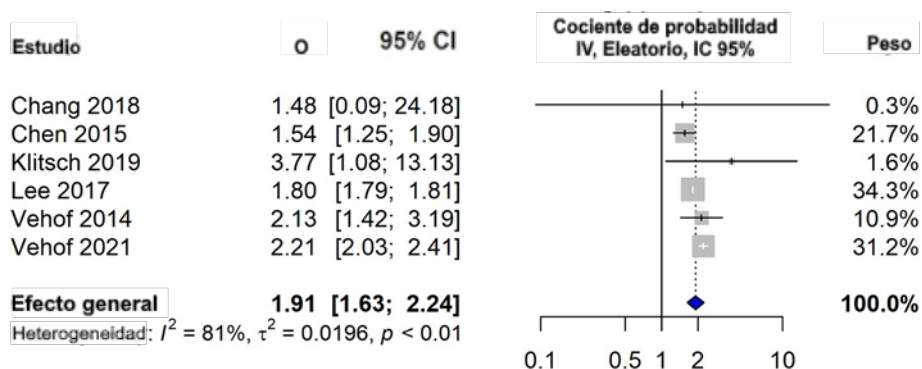 Estudio O 95% CI Cociente de probabilidad IV, Eleatorio, IC 95% Peso
Chang 2018 1.48 [0.09; 24.18] 0.3%
Chen 2015 1.54 [1.25; 1.90] 21.7%
Klitsch 2019 3.77 [1.08; 13.13] 1.6%
Lee 2017 1.80 [1.79; 1.81] 34.3%
Vehof 2014 2.13 [1.42; 3.19] 10.9%
Vehof 2021 2.21 [2.03; 2.41] 31.2%
Efecto general 1.91 [1.63; 2.24] 100.0%
Heterogeneidad: I² = 81%, τ² = 0.0196, p < 0.01
0.1 0.5 1 2 10